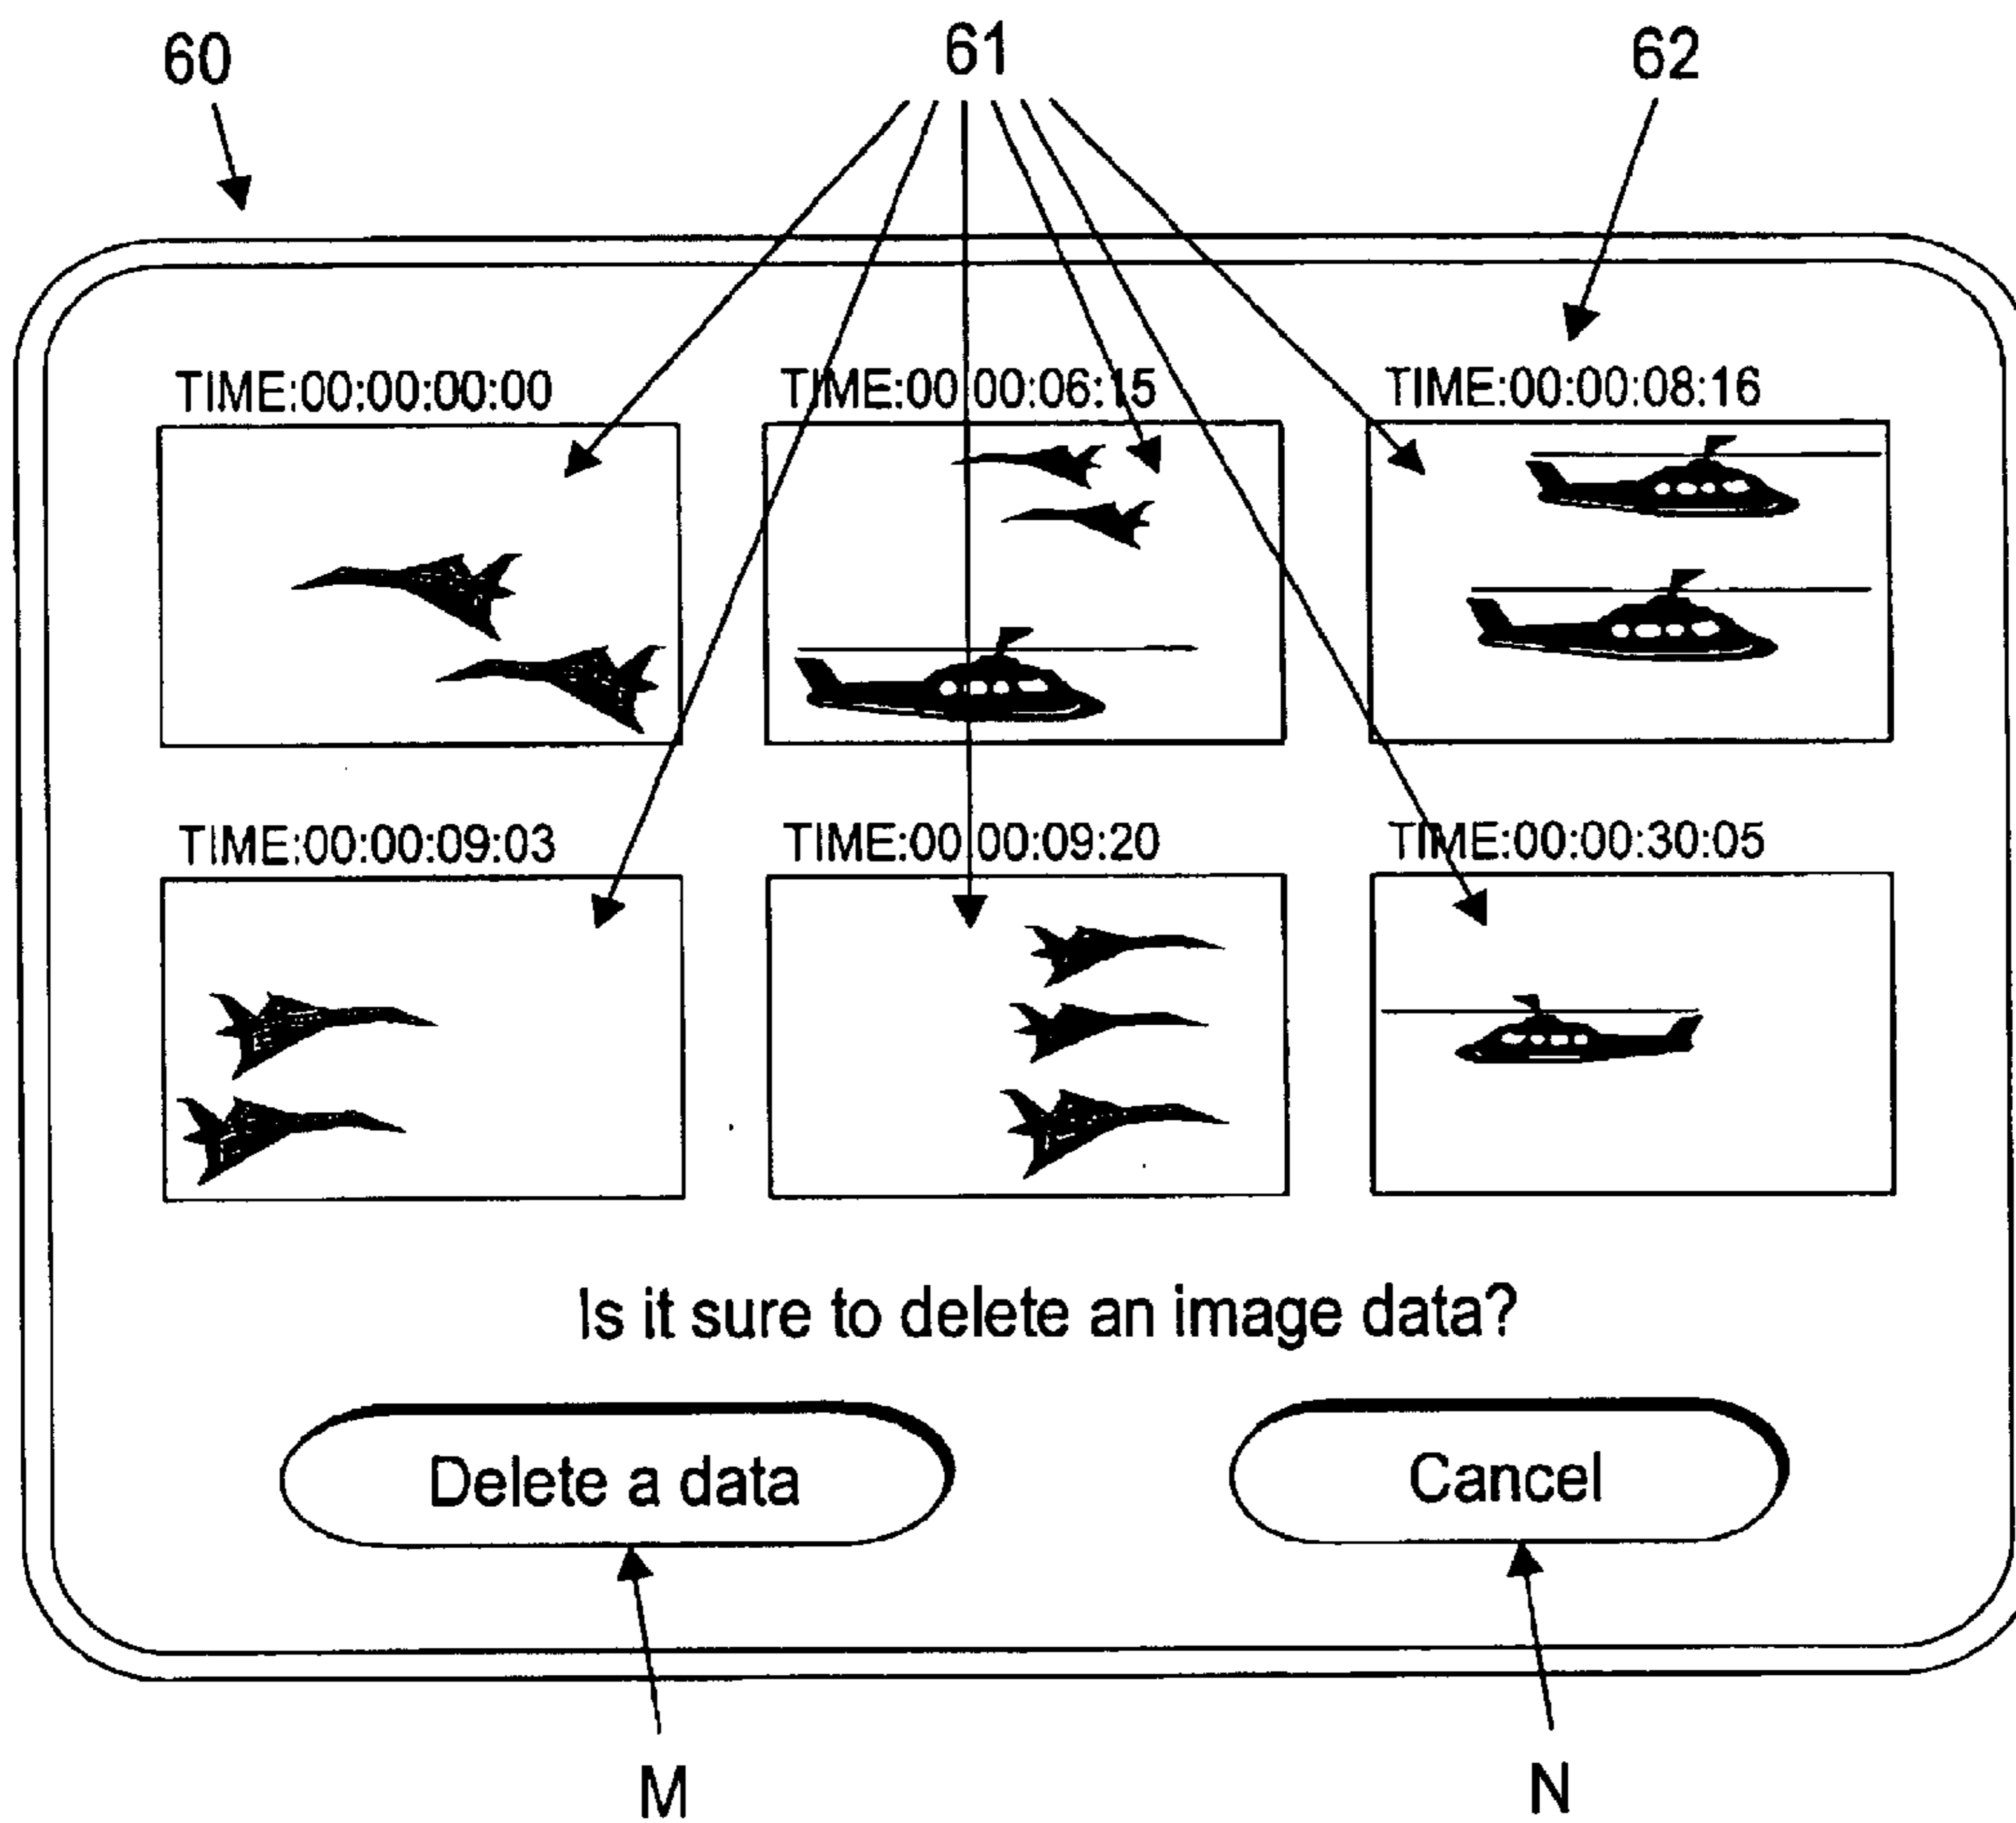 60 61 62
TIME:00:00:00:00 TIME:00:00:06:15 TIME:00:00:08:16
TIME:00:00:09:03 TIME:00:00:09:20 TIME:00:00:30:05
Is it sure to delete an image data?
Delete a data Cancel
M N